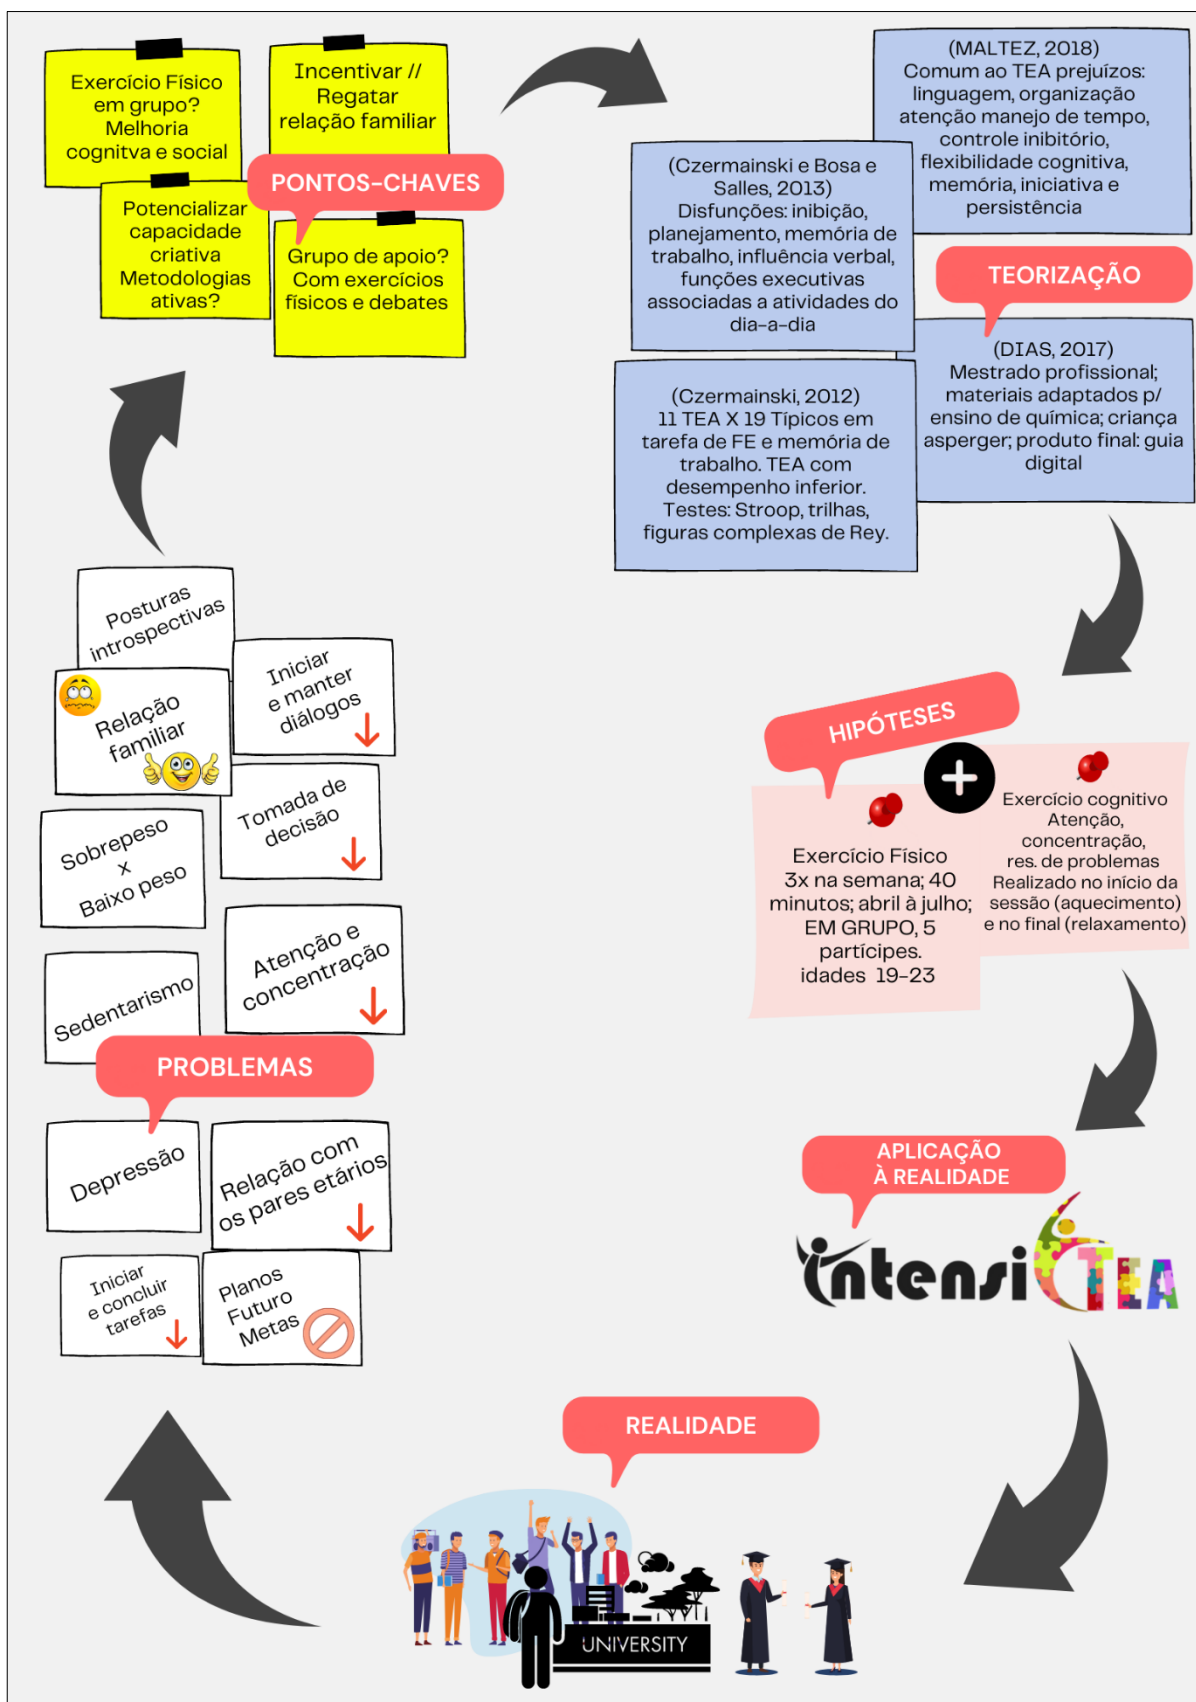 Exercício Físico
em grupo?
Melhoria
cognitva e social
Incentivar //
Regatar
relação familiar
PONTOS-CHAVES
Potencializar
capacidade
criativa
Metodologias
ativas?
Grupo de apoio?
Com exercícios
físicos e debates
(MALTEZ, 2018)
Comum ao TEA prejuízos:
linguagem, organização
atenção manejo de tempo,
controle inibitório,
flexibilidade cognitiva,
memória, iniciativa e
persistência
(Czermainski e Bosa e
Salles, 2013)
Disfunções: inibição,
planejamento, memória de
trabalho, influência verbal,
funções executivas
associadas a atividades do
dia-a-dia
TEORIZAÇÃO
(DIAS, 2017)
Mestrado profissional;
materiais adaptados p/
ensino de química; criança
asperger; produto final: guia
digital
(Czermainski, 2012)
11 TEA X 19 Típicos em
tarefa de FE e memória de
trabalho. TEA com
desempenho inferior.
Testes: Stroop, trilhas,
figuras complexas de Rey.
HIPÓTESES
Exercício Físico
3x na semana; 40
minutos; abril à julho;
EM GRUPO, 5
partícipes.
idades 19-23
Exercício cognitivo
Atenção,
concentração,
res. de problemas
Realizado no início da
sessão (aquecimento)
e no final (relaxamento)
APLICAÇÃO
À REALIDADE
intensiTEA
REALIDADE
UNIVERSITY
Posturas
introspectivas
Iniciar
e manter
diálogos
Relação
familiar
Tomada de
decisão
Sobrepeso
x
Baixo peso
Atenção e
concentração
Sedentarismo
PROBLEMAS
Depressão
Relação com
os pares etários
Iniciar
e concluir
tarefas
Planos
Futuro
Metas